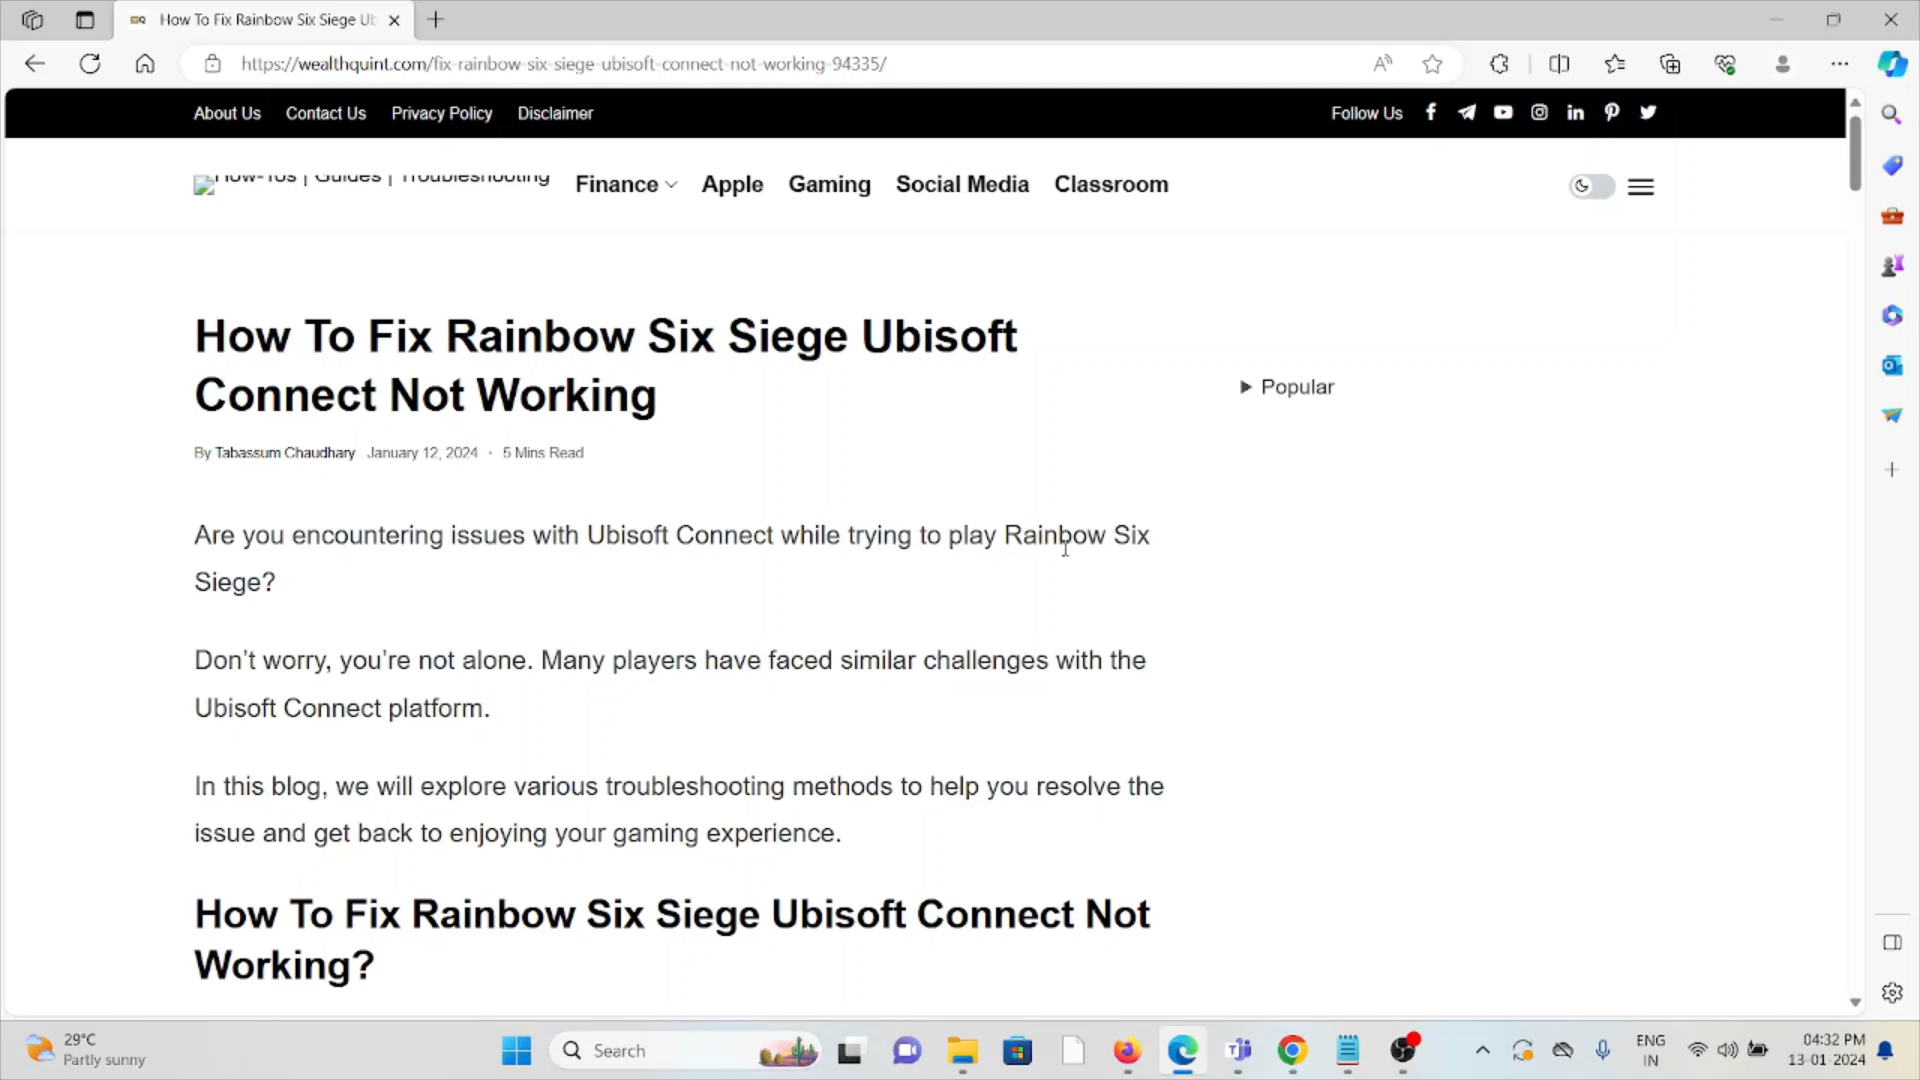 How To Fix Rainbow Six Siege Ub
https://wealthquint.com/fix-rainbow-six-siege-ubisoft-connect-not-working-94335/
About Us Contact Us Privacy Policy Disclaimer Follow Us
How-Tos | Guides | Troubleshooting Finance Apple Gaming Social Media Classroom
How To Fix Rainbow Six Siege Ubisoft
Connect Not Working
Popular
By Tabassum Chaudhary January 12, 2024 • 5 Mins Read
Are you encountering issues with Ubisoft Connect while trying to play Rainbow Six
Siege?
Don’t worry, you’re not alone. Many players have faced similar challenges with the
Ubisoft Connect platform.
In this blog, we will explore various troubleshooting methods to help you resolve the
issue and get back to enjoying your gaming experience.
How To Fix Rainbow Six Siege Ubisoft Connect Not
Working?
29°C
Partly sunny
Search
ENG
IN
04:32 PM
13-01-2024